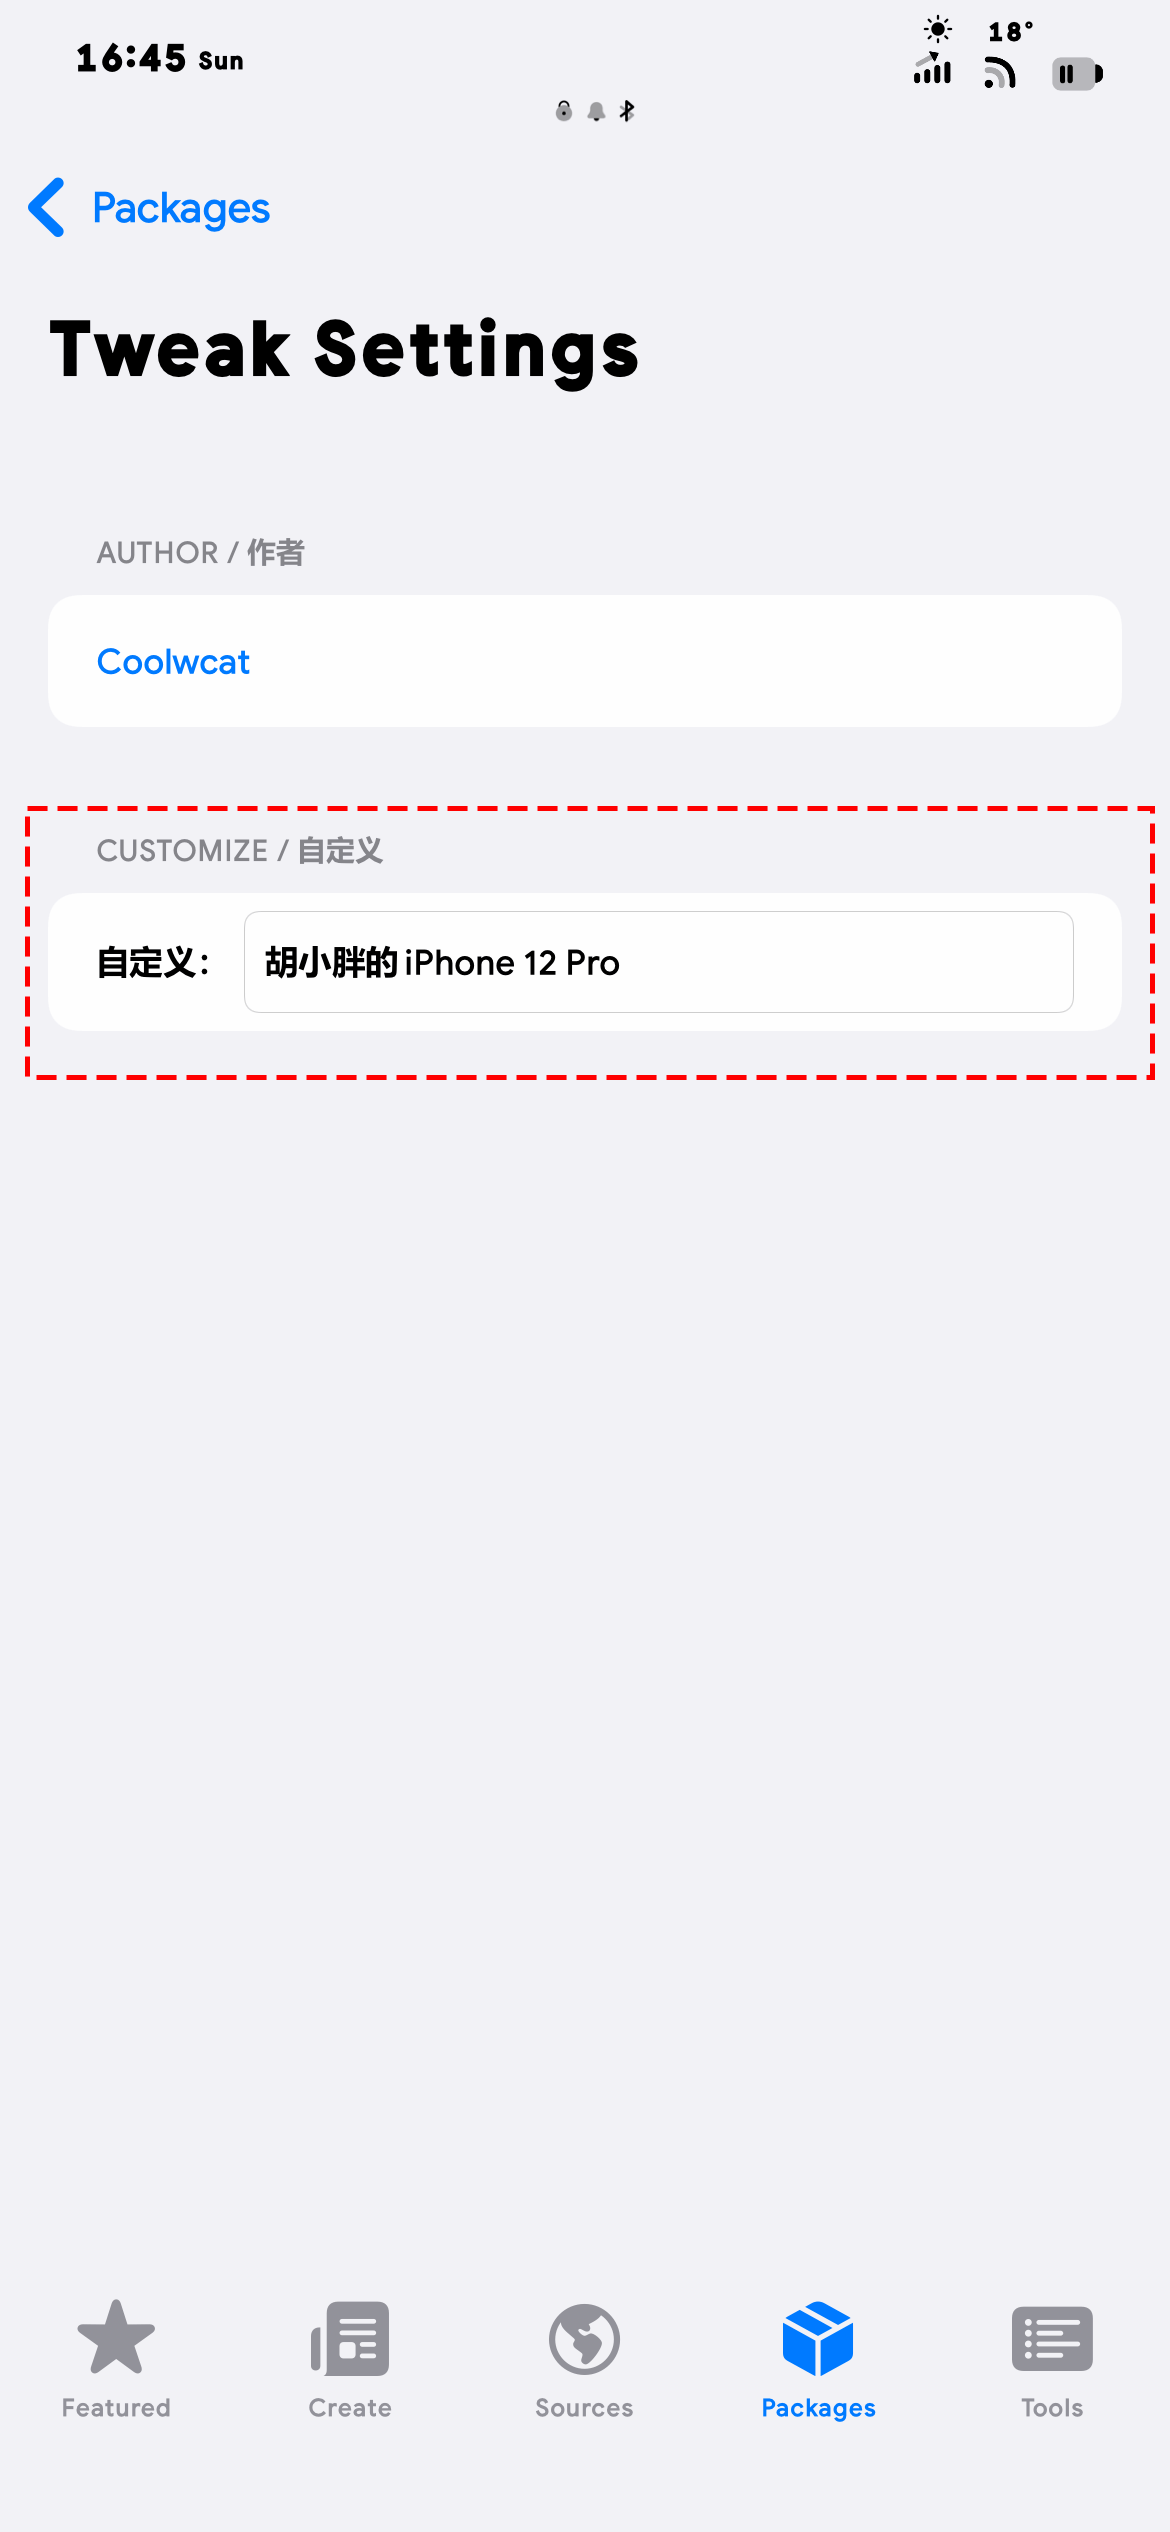 16:45 Sun
18°
Packages
Tweak Settings
AUTHOR / 作者
Coolwcat
CUSTOMIZE / 自定义
自定义： 胡小胖的 iPhone 12 Pro
Featured
Create
Sources
Packages
Tools